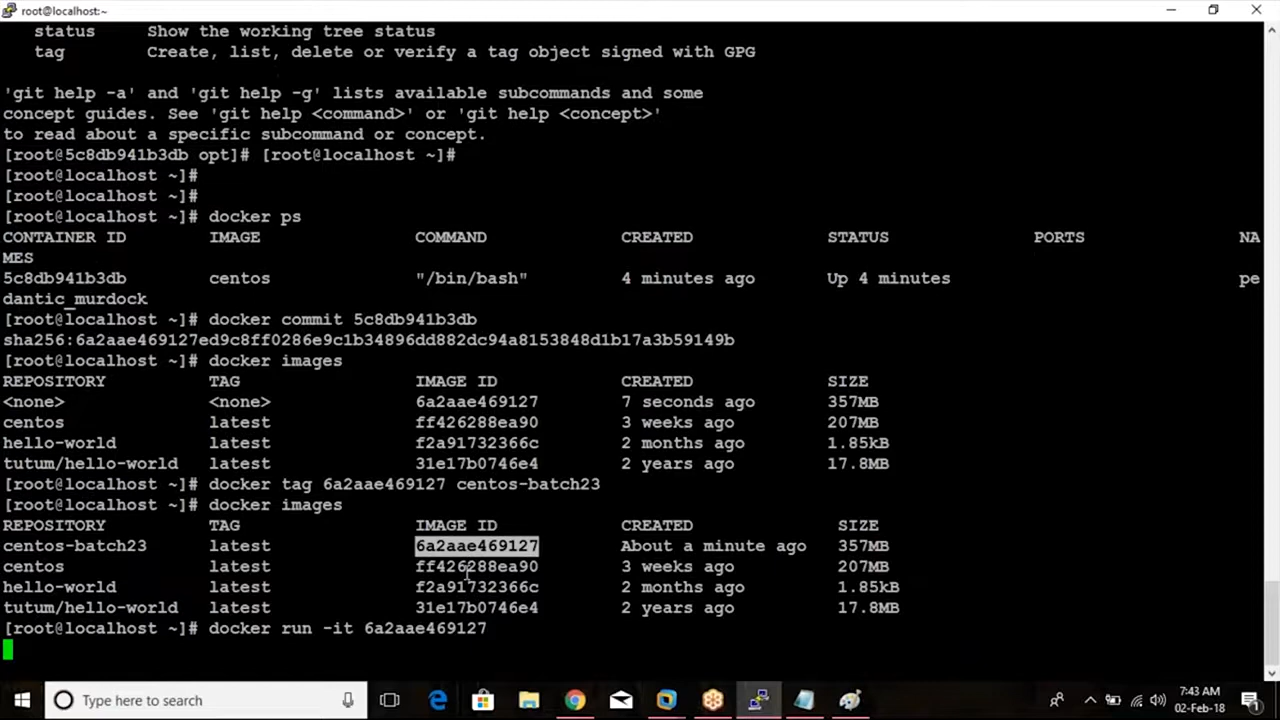 root@localhost:~
status     Show the working tree status
tag        Create, list, delete or verify a tag object signed with GPG
'git help -a' and 'git help -g' lists available subcommands and some
concept guides. See 'git help <command>' or 'git help <concept>'
to read about a specific subcommand or concept.
[root@5c8db941b3db opt]# [root@localhost ~]#
[root@localhost ~]#
[root@localhost ~]#
[root@localhost ~]# docker ps
CONTAINER ID        IMAGE               COMMAND             CREATED             STATUS              PORTS               NA
MES
5c8db941b3db        centos              "/bin/bash"         4 minutes ago       Up 4 minutes                            pe
dantic_murdock
[root@localhost ~]# docker commit 5c8db941b3db
sha256:6a2aae469127ed9c8ff0286e9c1b34896dd882dc94a8153848d1b17a3b59149b
[root@localhost ~]# docker images
REPOSITORY          TAG                 IMAGE ID            CREATED             SIZE
<none>              <none>              6a2aae469127        7 seconds ago       357MB
centos              latest              ff426288ea90        3 weeks ago         207MB
hello-world         latest              f2a91732366c        2 months ago        1.85kB
tutum/hello-world   latest              31e17b0746e4        2 years ago         17.8MB
[root@localhost ~]# docker tag 6a2aae469127 centos-batch23
[root@localhost ~]# docker images
REPOSITORY          TAG                 IMAGE ID            CREATED              SIZE
centos-batch23      latest              6a2aae469127        About a minute ago   357MB
centos              latest              ff426288ea90        3 weeks ago          207MB
hello-world         latest              f2a91732366c        2 months ago         1.85kB
tutum/hello-world   latest              31e17b0746e4        2 years ago          17.8MB
[root@localhost ~]# docker run -it 6a2aae469127
Type here to search
7:43 AM
02-Feb-18